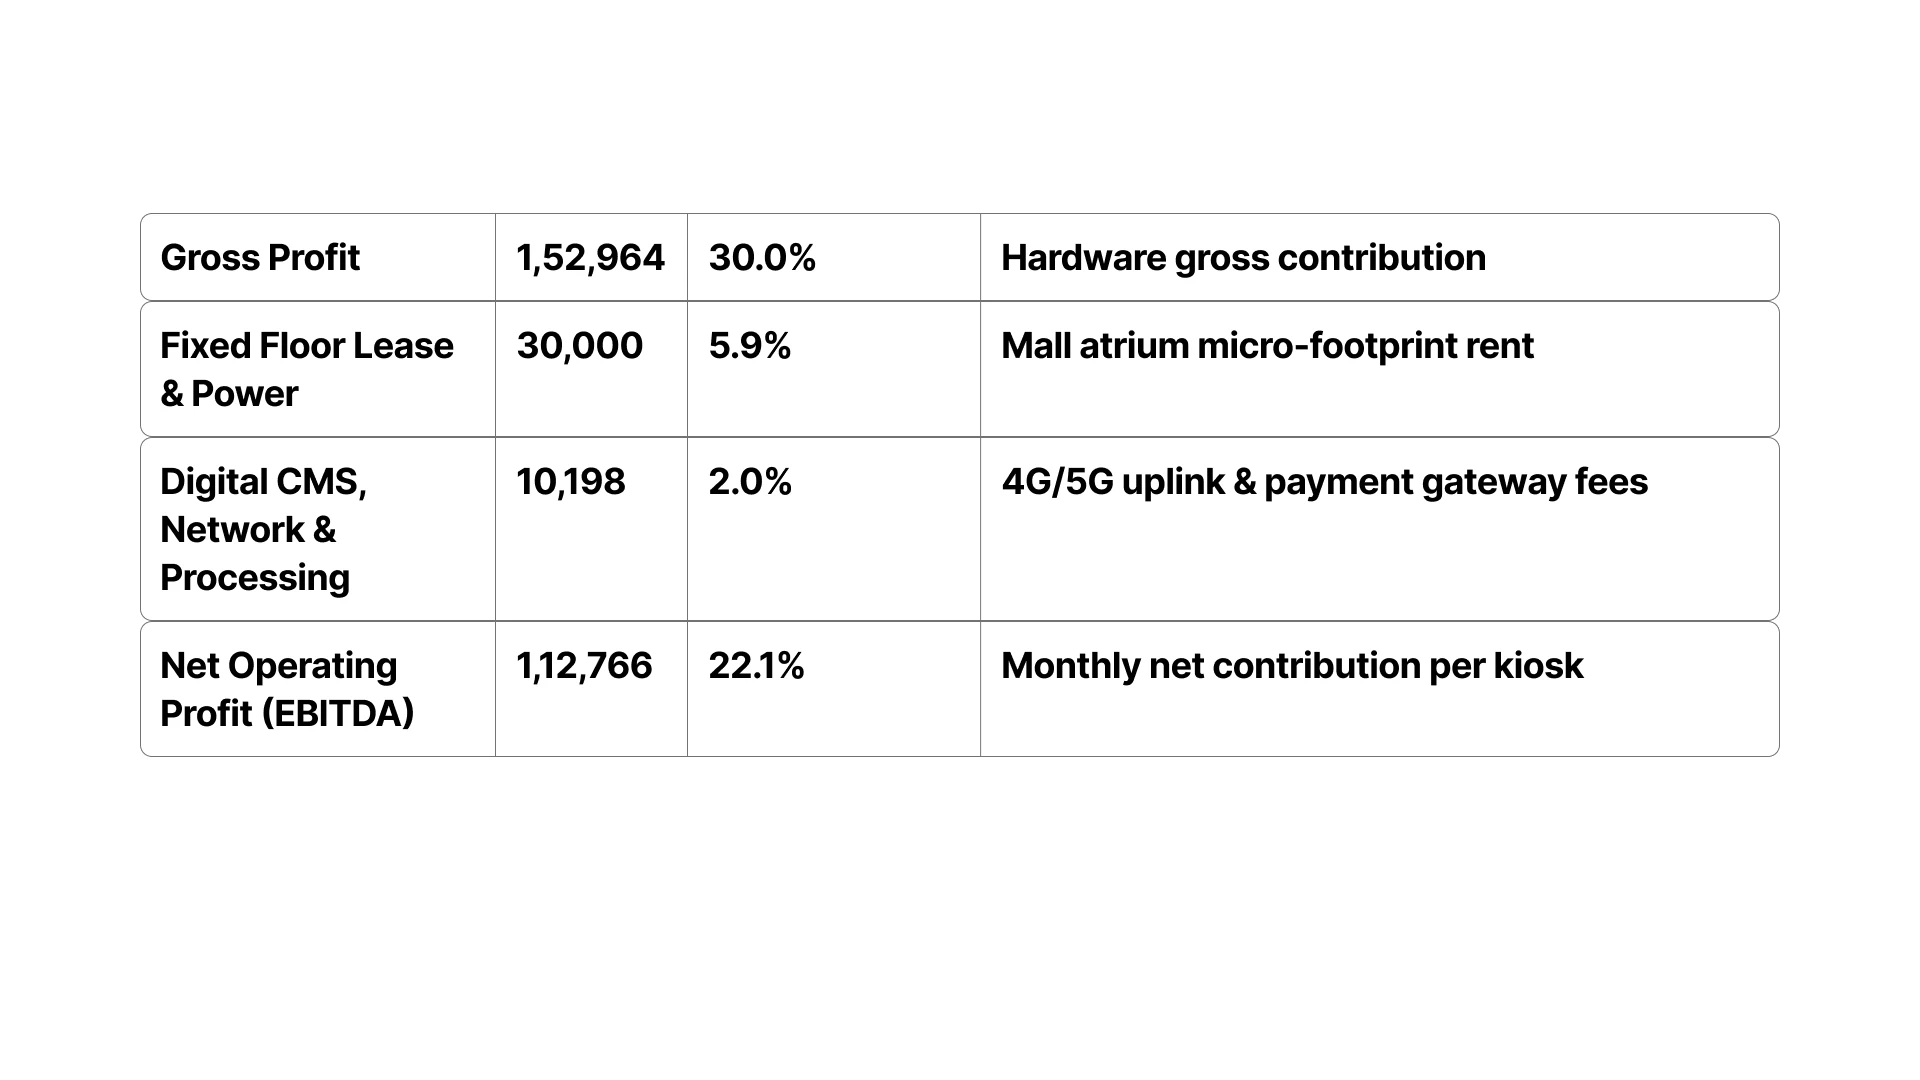 Gross Profit 1,52,964 30.0% Hardware gross contribution
Fixed Floor Lease 30,000 5.9% Mall atrium micro-footprint rent
& Power
Digital CMS, 10,198 2.0% 4G/5G uplink & payment gateway fees
Network &
Processing
Net Operating 1,12,766 22.1% Monthly net contribution per kiosk
Profit (EBITDA)